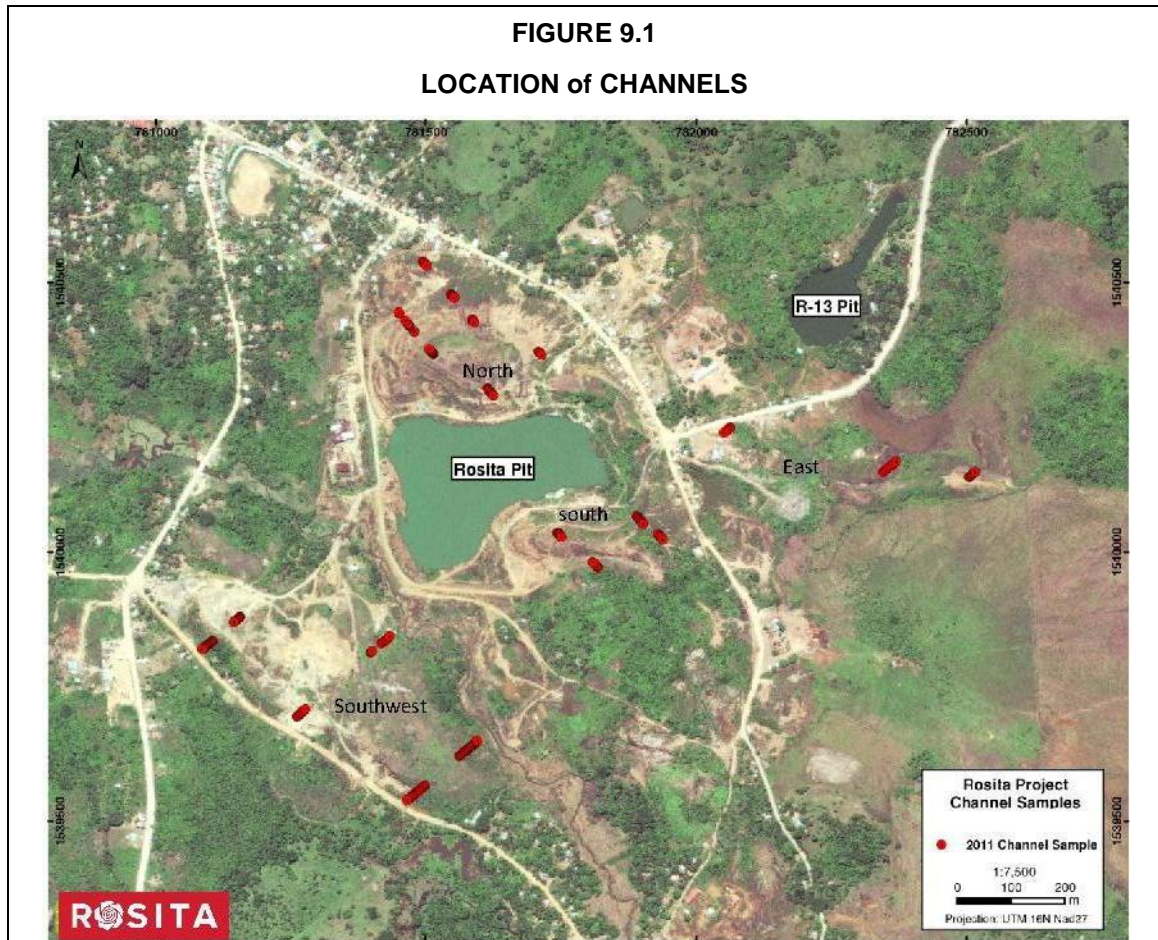 FIGURE 9.1
LOCATION of CHANNELS
781000 781500 782000 782500
N
1540500 1540500
R-13 Pit
North
Rosita Pit
East
south
1540000 1540000
Southwest
1539500 1539500
Rosita Project
Channel Samples
2011 Channel Sample
1:7,500
0 100 200
m
Projection: UTM 16N Nad27
ROSITA